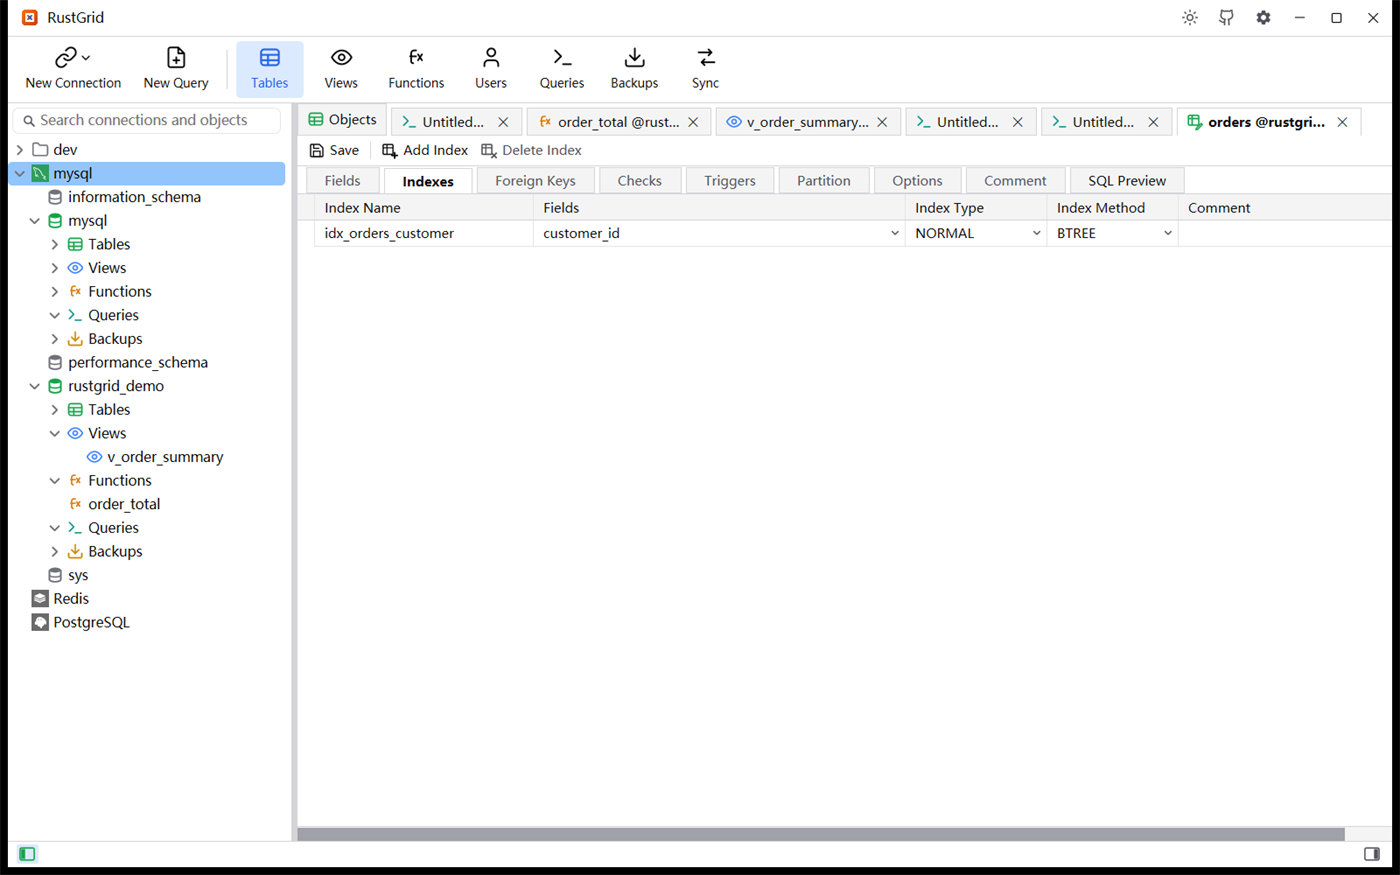 RustGrid
New Connection New Query Tables Views Functions Users Queries Backups Sync
Search connections and objects
dev
mysql
information_schema
mysql
Tables
Views
Functions
Queries
Backups
performance_schema
rustgrid_demo
Tables
Views
v_order_summary
Functions
order_total
Queries
Backups
sys
Redis
PostgreSQL
Objects Untitled... order_total @rust... v_order_summary... Untitled... Untitled... orders @rustgri...
Save Add Index Delete Index
Fields Indexes Foreign Keys Checks Triggers Partition Options Comment SQL Preview
Index Name Fields Index Type Index Method Comment
idx_orders_customer customer_id NORMAL BTREE